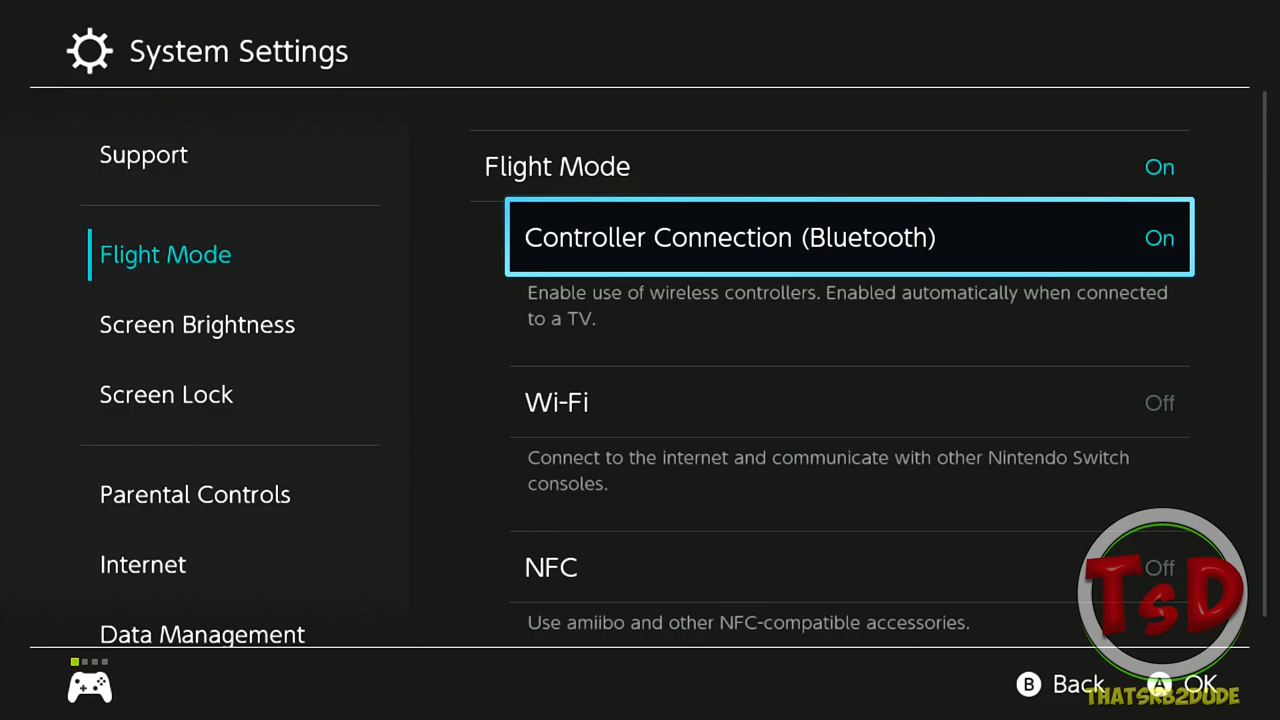 System Settings
Support
Flight Mode
Screen Brightness
Screen Lock
Parental Controls
Internet
Data Management
Flight Mode On
Controller Connection (Bluetooth) On
Enable use of wireless controllers. Enabled automatically when connected
to a TV.
Wi-Fi Off
Connect to the internet and communicate with other Nintendo Switch
consoles.
NFC Off
Use amiibo and other NFC-compatible accessories.
TsD
THATSRB2DUDE
B Back A OK